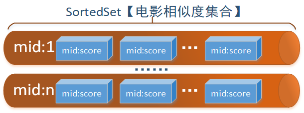 SortedSet【电影相似度集合】
mid:1 mid:score mid:score ••• mid:score
••••••
mid:n mid:score mid:score ••• mid:score